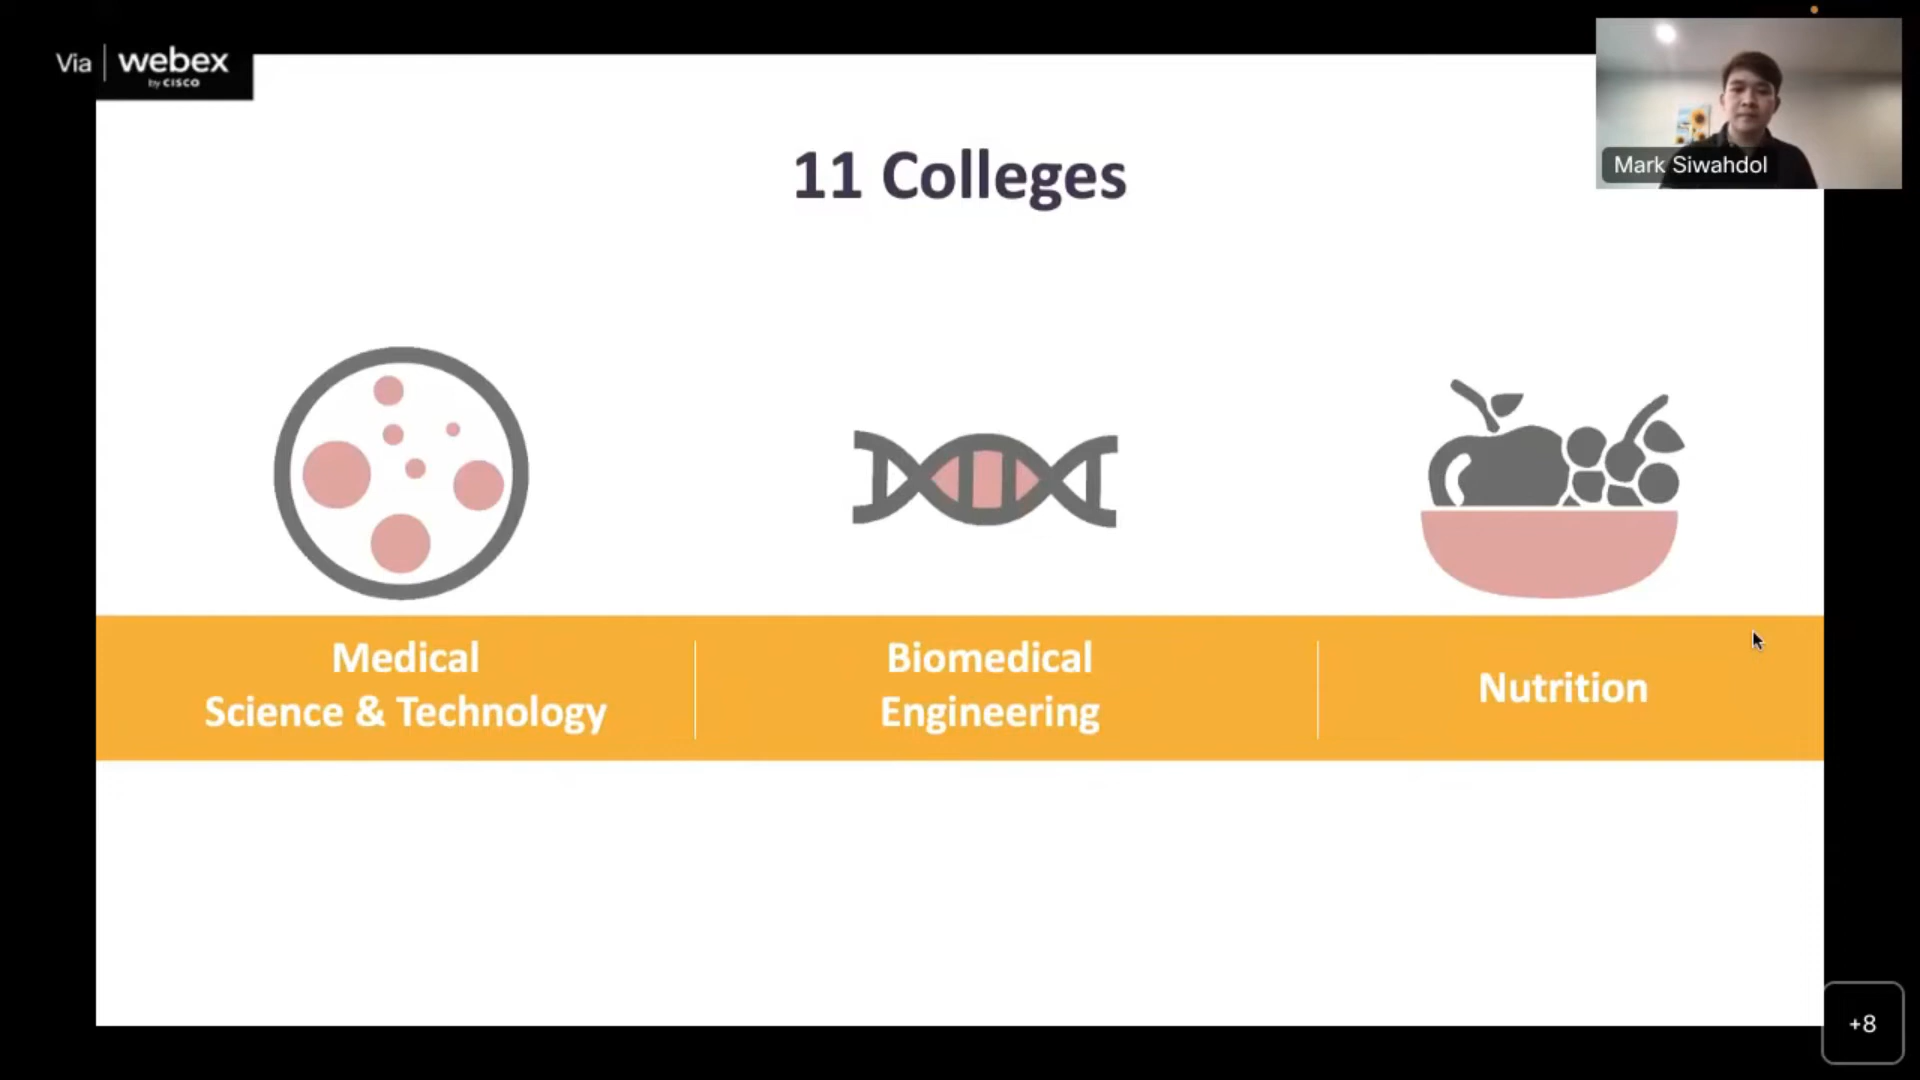 Via | webex
by CISCO
Mark Siwahdol
11 Colleges
Medical
Science & Technology
Biomedical
Engineering
Nutrition
+8